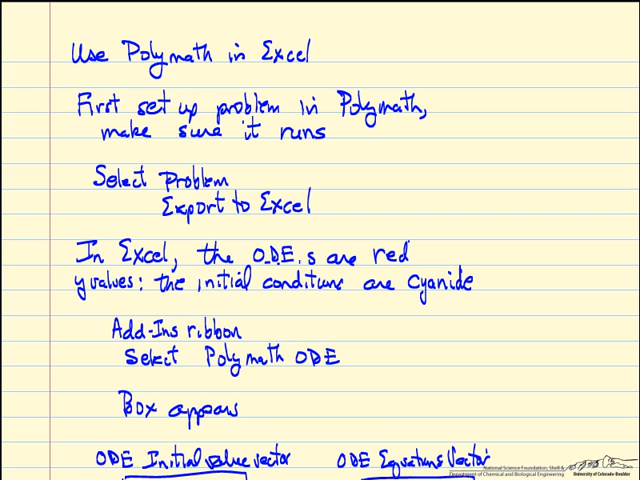 Use Polymath in Excel
First set up problem in Polymath,
make sure it runs
Select Problem
Export to Excel
In Excel, the O.D.E.s are red
y values: the initial conditions are cyanide
Add-Ins ribbon
Select Polymath ODE
Box appears
ODE Initial value vector ODE Equations Vector
National Science Foundation, Shell &
Department of Chemical and Biological Engineering University of Colorado Boulder